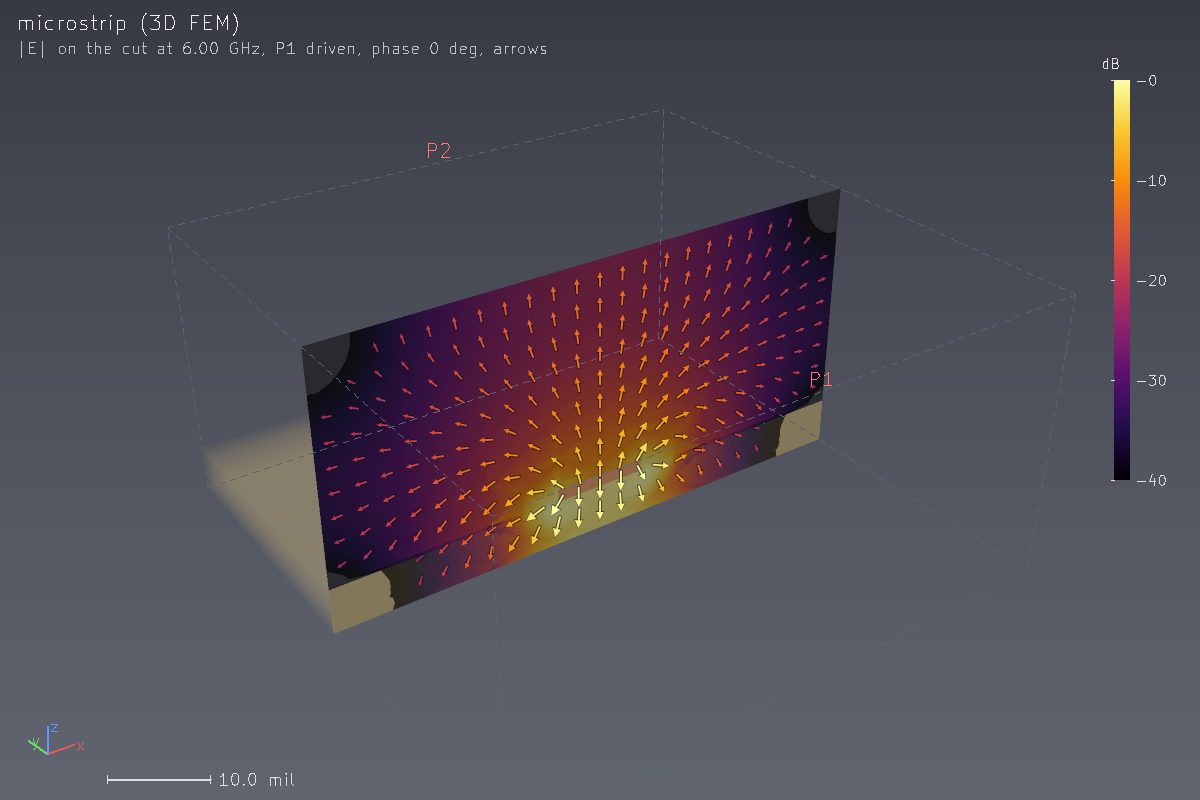 microstrip (3D FEM)
|E| on the cut at 6.00 GHz, P1 driven, phase 0 deg, arrows
dB
-0
-10
-20
-30
-40
P2
P1
z
y
x
10.0 mil